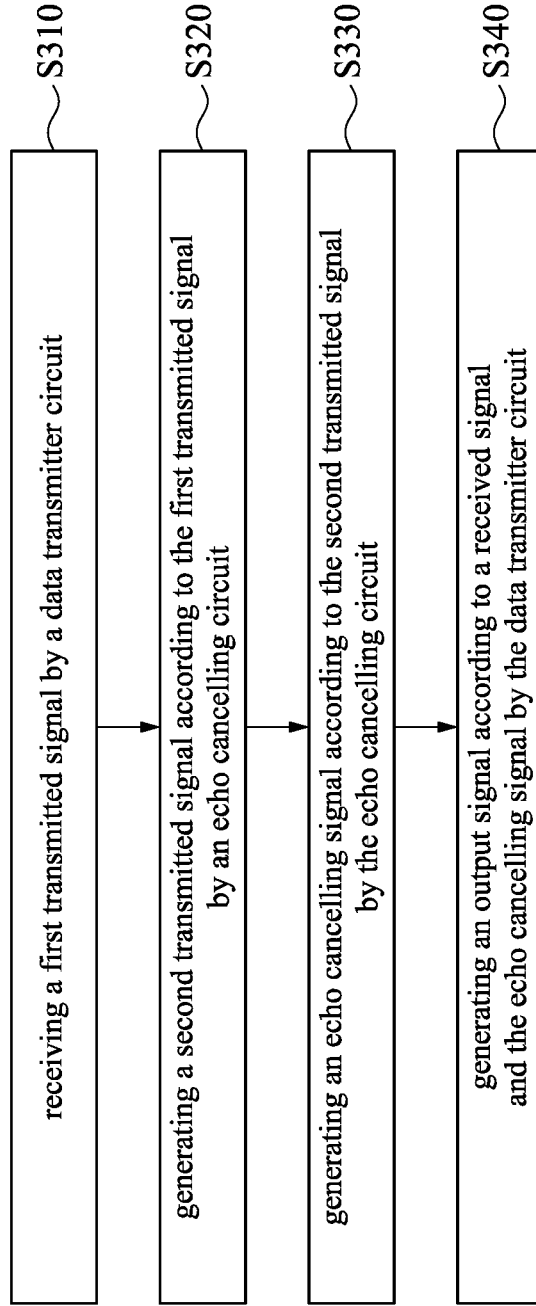 receiving a first transmitted signal by a data transmitter circuit
S310
generating a second transmitted signal according to the first transmitted signal
by an echo cancelling circuit
S320
generating an echo cancelling signal according to the second transmitted signal
by the echo cancelling circuit
S330
generating an output signal according to a received signal
and the echo cancelling signal by the data transmitter circuit
S340